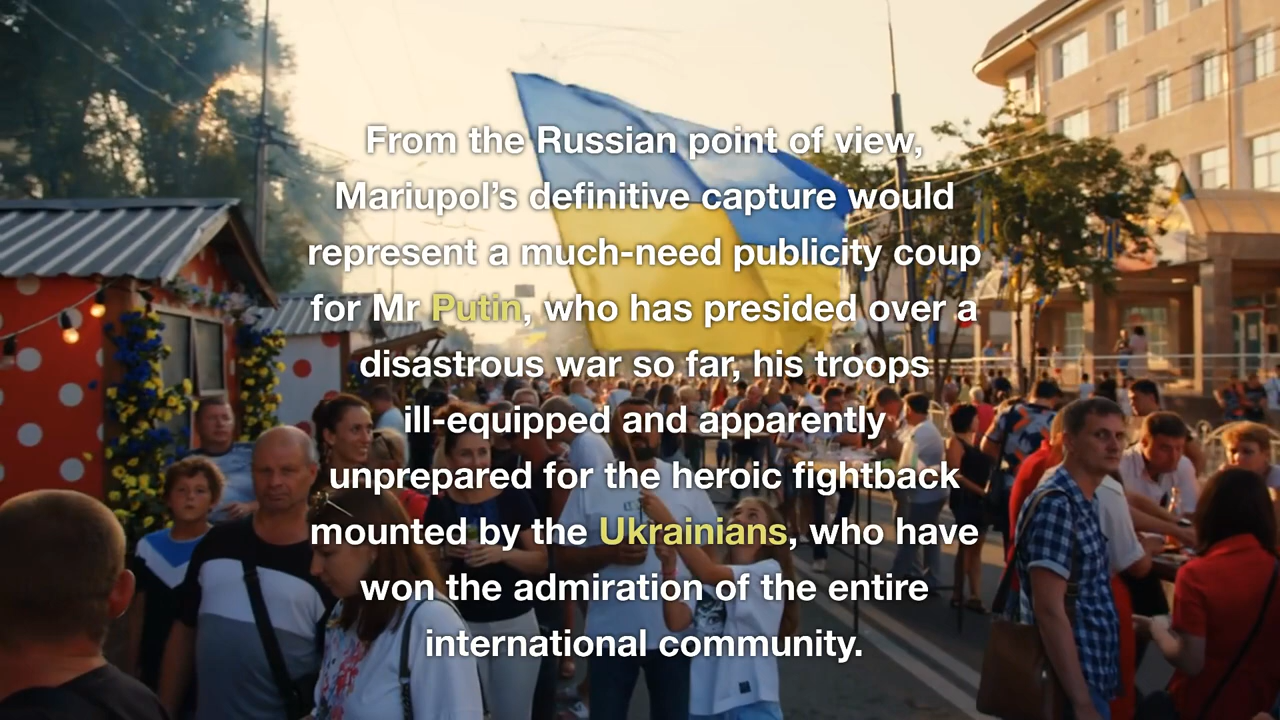 From the Russian point of view,
Mariupol’s definitive capture would
represent a much-need publicity coup
for Mr Putin, who has presided over a
disastrous war so far, his troops
ill-equipped and apparently
unprepared for the heroic fightback
mounted by the Ukrainians, who have
won the admiration of the entire
international community.